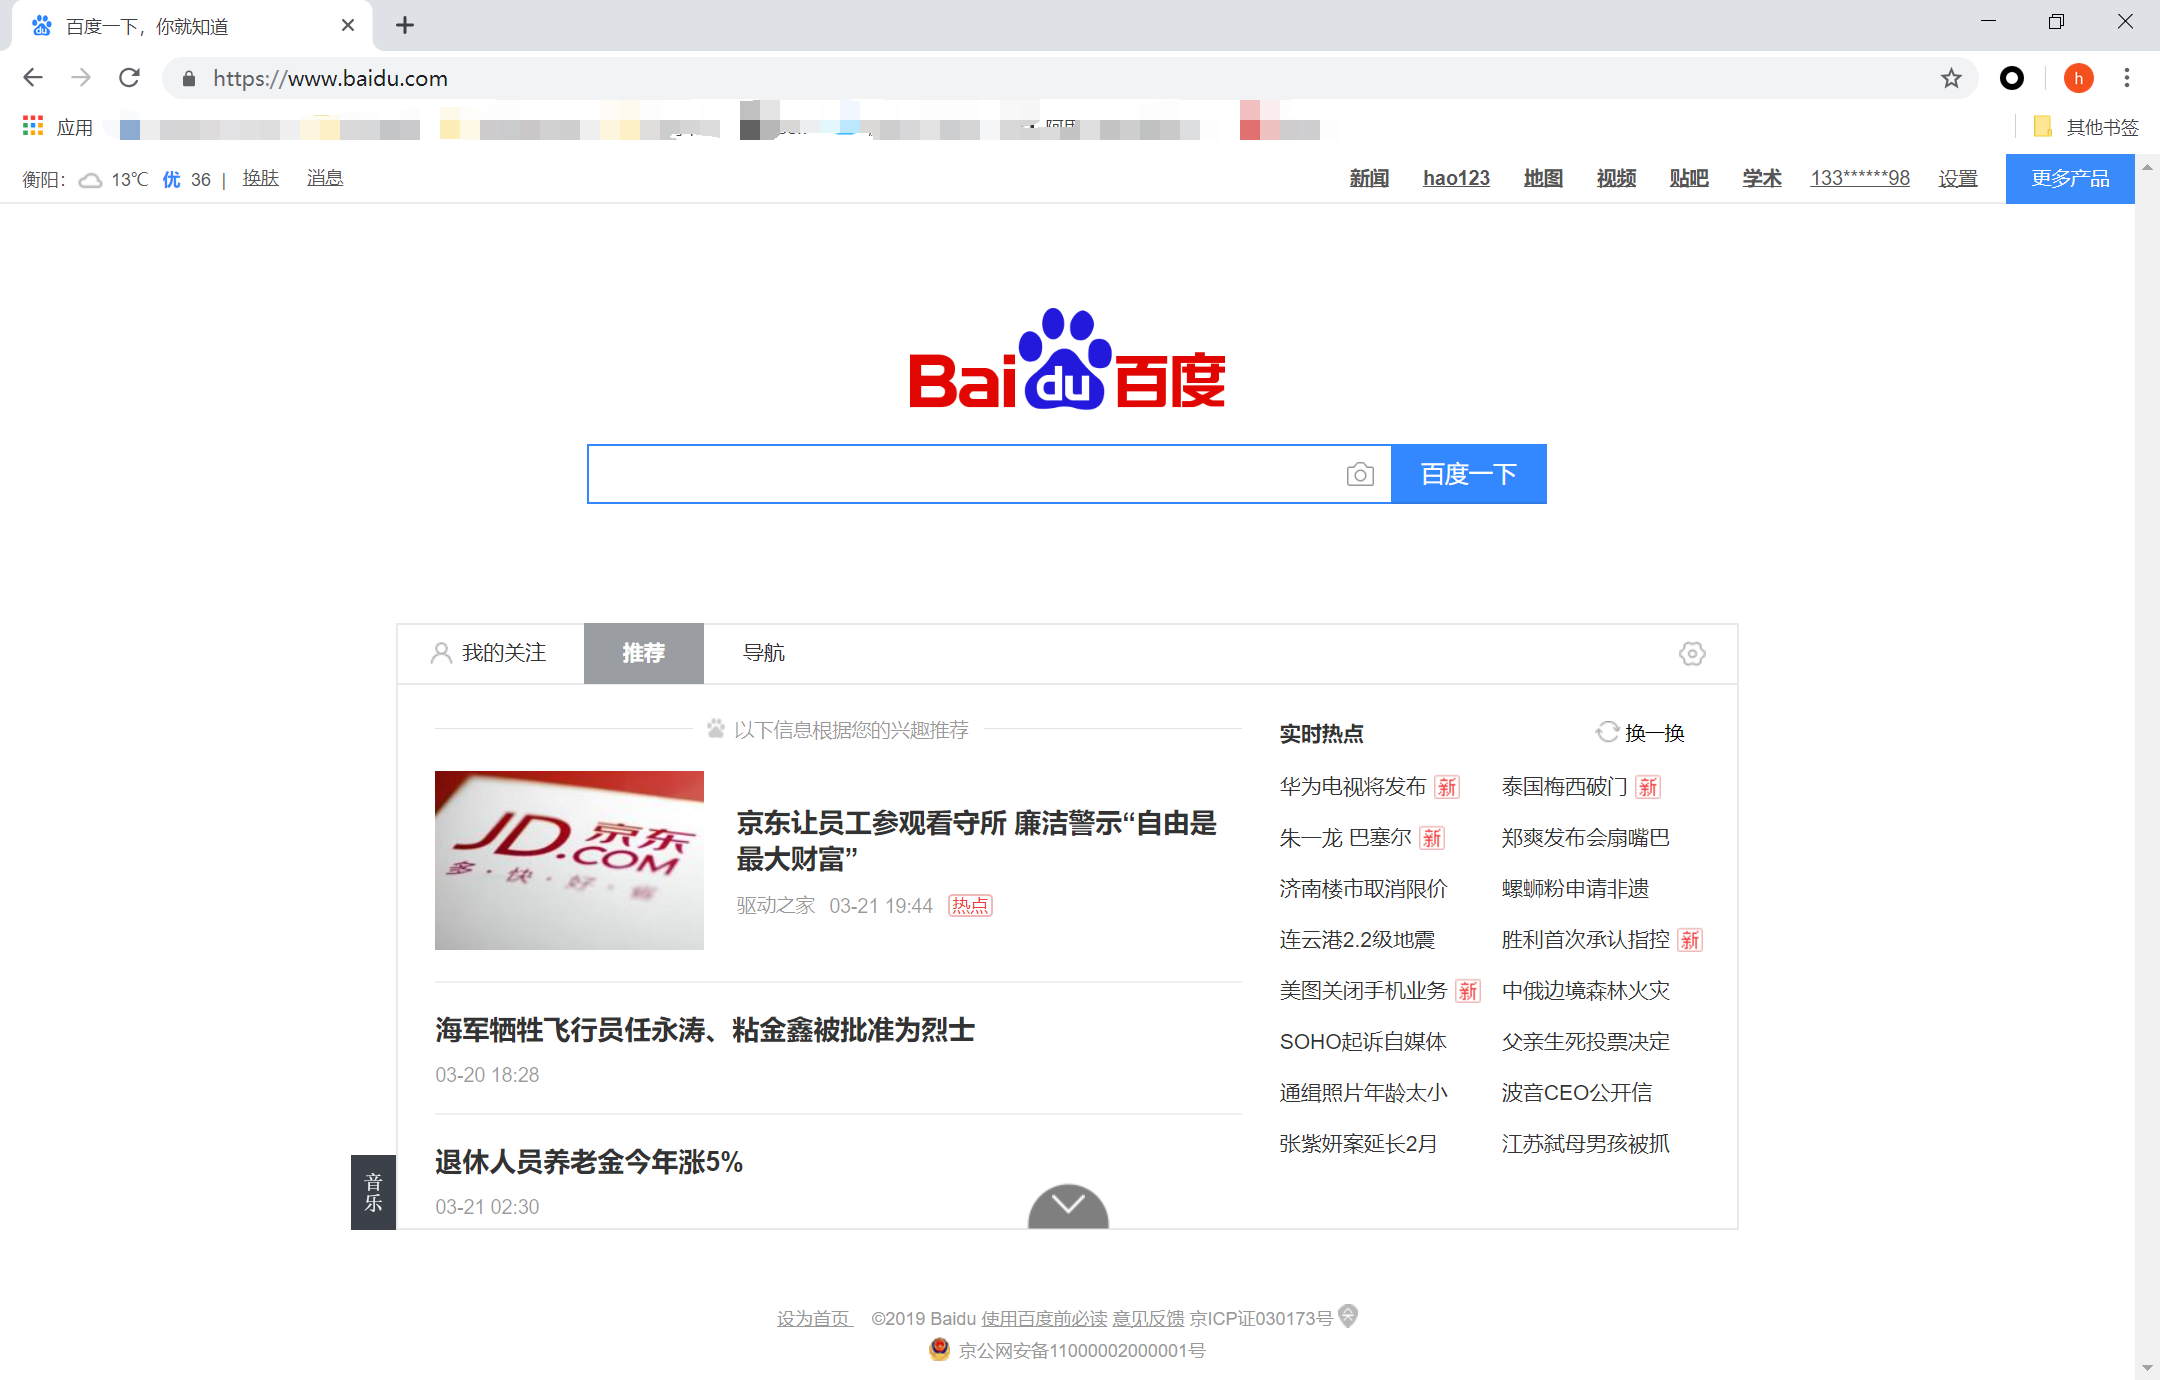 百度一下，你就知道
https://www.baidu.com
h
应用
其他书签
衡阳： 13℃ 优 36 | 换肤 消息
新闻 hao123 地图 视频 贴吧 学术 133******98 设置 更多产品
Bai du 百度
百度一下
我的关注 推荐 导航
以下信息根据您的兴趣推荐
JD.COM 京东
多·快·好·省
京东让员工参观看守所 廉洁警示“自由是
最大财富”
驱动之家 03-21 19:44 热点
海军牺牲飞行员任永涛、粘金鑫被批准为烈士
03-20 18:28
退休人员养老金今年涨5%
03-21 02:30
音乐
实时热点 换一换
华为电视将发布 新 泰国梅西破门 新
朱一龙 巴塞尔 新 郑爽发布会扇嘴巴
济南楼市取消限价 螺蛳粉申请非遗
连云港2.2级地震 胜利首次承认指控 新
美图关闭手机业务 新 中俄边境森林火灾
SOHO起诉自媒体 父亲生死投票决定
通缉照片年龄太小 波音CEO公开信
张紫妍案延长2月 江苏弑母男孩被抓
设为首页 ©2019 Baidu 使用百度前必读 意见反馈 京ICP证030173号
京公网安备11000002000001号